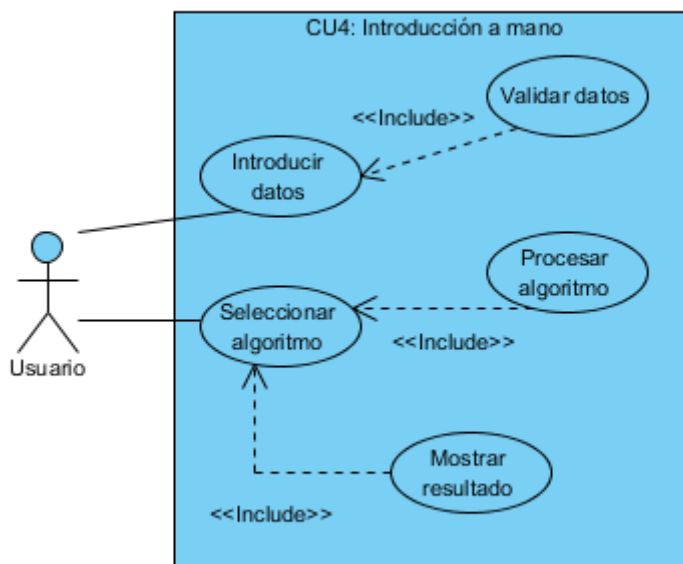 CU4: Introducción a mano
Validar datos
<<Include>>
Introducir
datos
Procesar
algoritmo
Seleccionar
algoritmo
<<Include>>
Usuario
Mostrar
resultado
<<Include>>